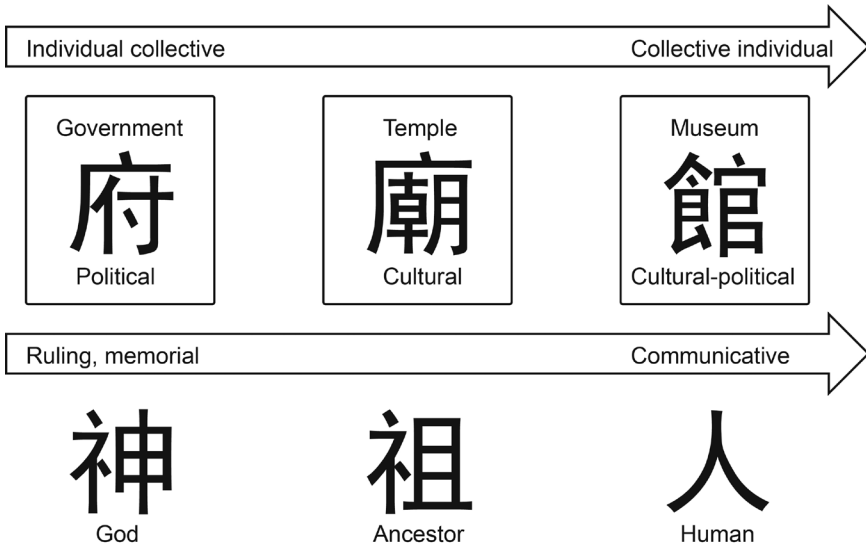 Individual collective Collective individual
Government Temple Museum
府 廟 館
Political Cultural Cultural-political
Ruling, memorial Communicative
神 祖 人
God Ancestor Human